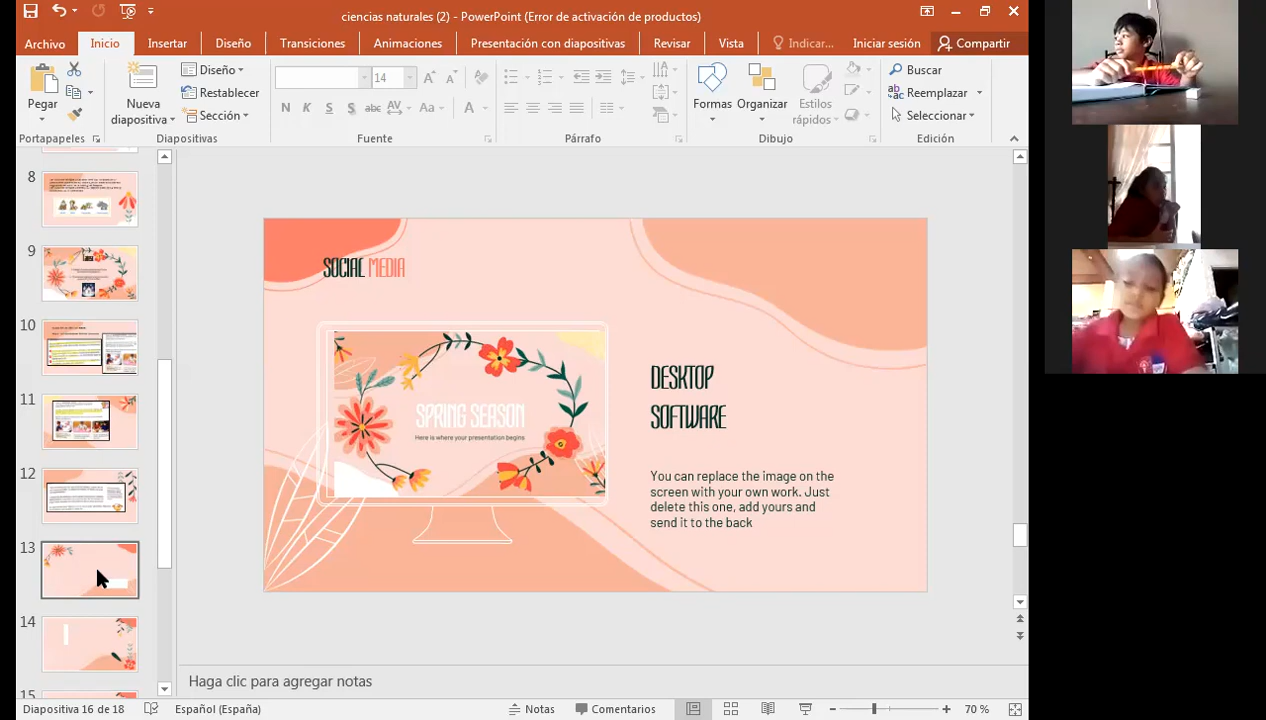 ciencias naturales (2) - PowerPoint (Error de activación de productos)
Archivo Inicio Insertar Diseño Transiciones Animaciones Presentación con diapositivas Revisar Vista Indicar... Iniciar sesión Compartir
Pegar
Nueva
diapositiva
Diseño
Restablecer
Sección
14
N K S abc AV Aa A
Formas
Organizar
Estilos
rápidos
Buscar
Reemplazar
Seleccionar
Portapapeles Diapositivas Fuente Párrafo Dibujo Edición
8
9
10
11
12
13
14
15
SOCIAL MEDIA
SPRING SEASON
Here is where your presentation begins
DESKTOP
SOFTWARE
You can replace the image on the
screen with your own work. Just
delete this one, add yours and
send it to the back
Haga clic para agregar notas
Diapositiva 16 de 18 Español (España) Notas Comentarios 70 %